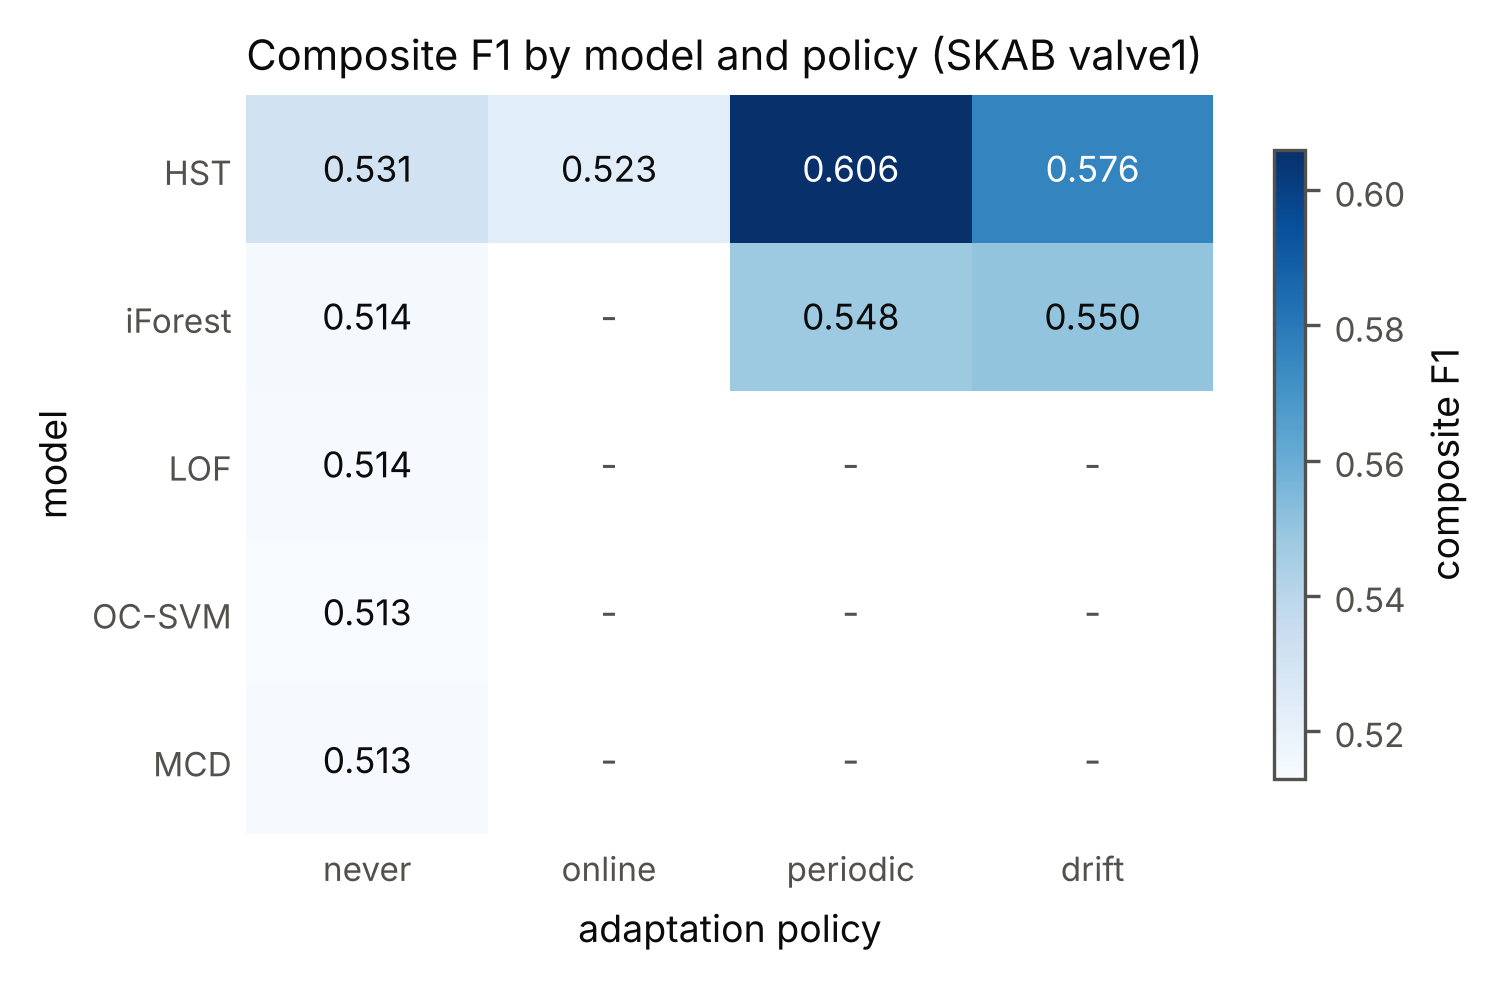 Composite F1 by model and policy (SKAB valve1)
HST 0.531 0.523 0.606 0.576
iForest 0.514 - 0.548 0.550
LOF 0.514 - - -
OC-SVM 0.513 - - -
MCD 0.513 - - -
never online periodic drift
adaptation policy
model
0.60
0.58
0.56
0.54
0.52
composite F1